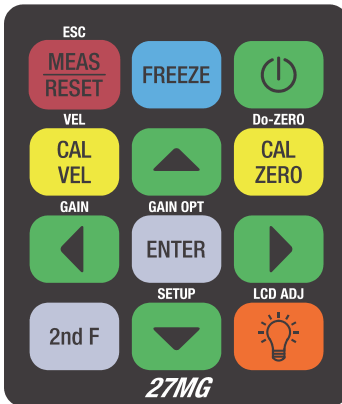 ESC
MEAS
RESET
FREEZE
VEL
Do-ZERO
CAL
VEL
CAL
ZERO
GAIN
GAIN OPT
ENTER
SETUP
LCD ADJ
2nd F
27MG